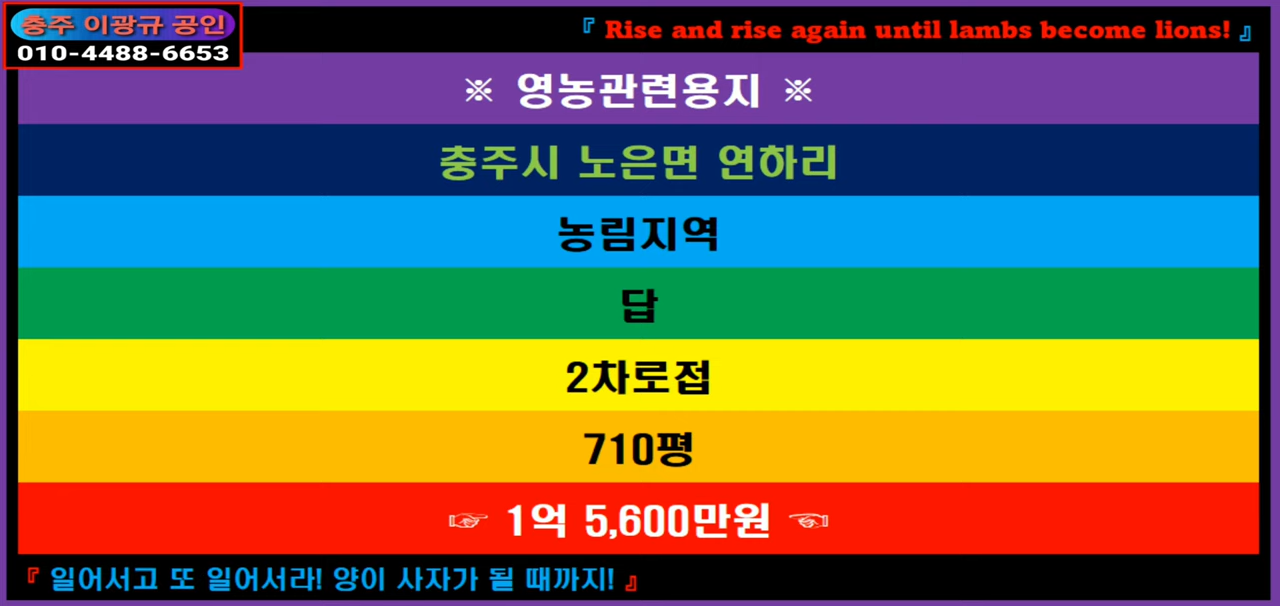 충주 이광규 공인
010-4488-6653
『 Rise and rise again until lambs become lions! 』
※ 영농관련용지 ※
충주시 노은면 연하리
농림지역
답
2차로접
710평
☞ 1억 5,600만원 ☜
『 일어서고 또 일어서라! 양이 사자가 될 때까지! 』